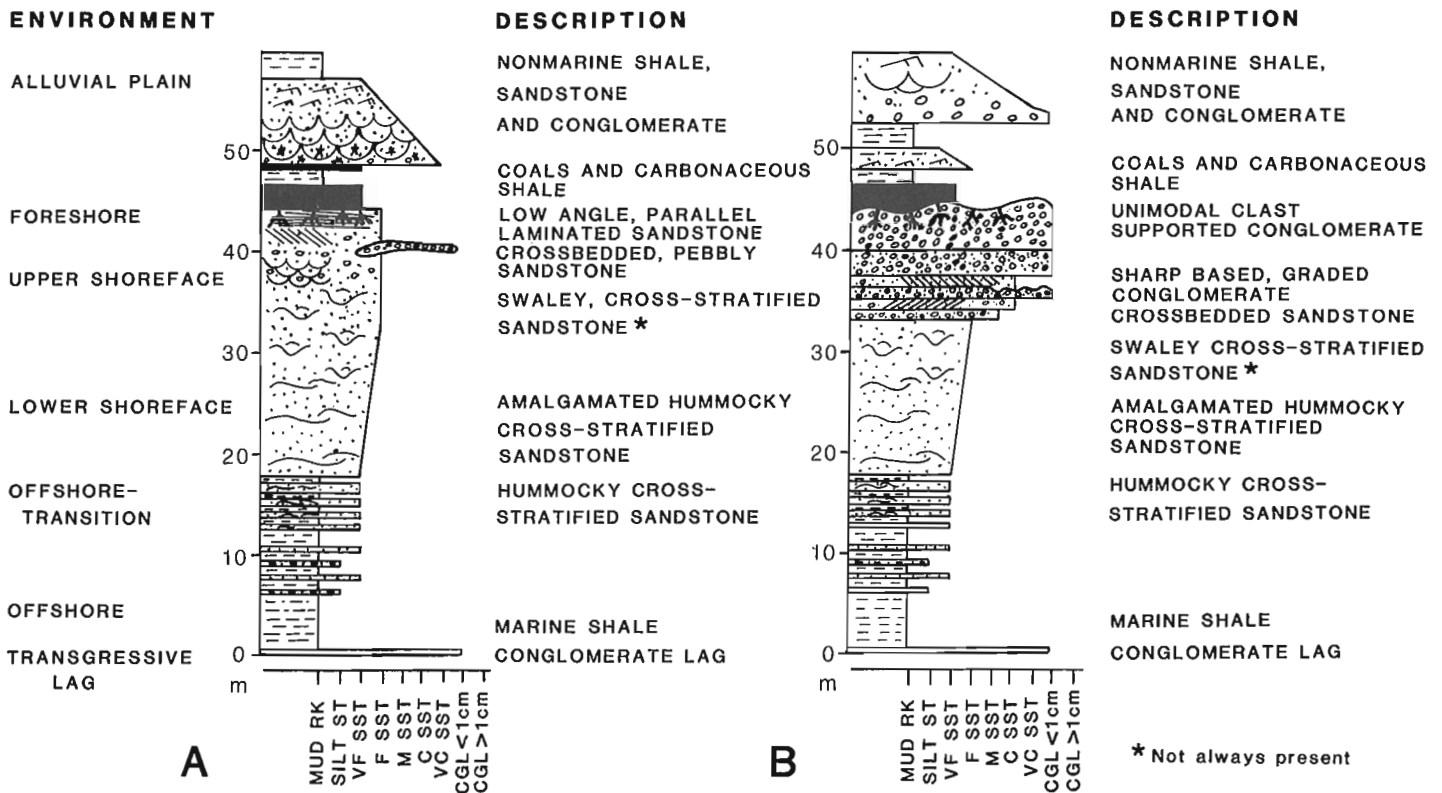 ENVIRONMENT
ALLUVIAL PLAIN
FORESHORE
UPPER SHOREFACE
LOWER SHOREFACE
OFFSHORE-
TRANSITION
OFFSHORE
TRANSGRESSIVE
LAG
50
40
30
20
10
0
m
MUD RK
SILT ST
VF SST
F SST
M SST
C SST
VC SST
CGL <1cm
CGL >1cm
A
DESCRIPTION
NONMARINE SHALE,
SANDSTONE
AND CONGLOMERATE
COALS AND CARBONACEOUS
SHALE
LOW ANGLE, PARALLEL
LAMINATED SANDSTONE
CROSSBEDDED, PEBBLY
SANDSTONE
SWALEY, CROSS-STRATIFIED
SANDSTONE *
AMALGAMATED HUMMOCKY
CROSS-STRATIFIED
SANDSTONE
HUMMOCKY CROSS-
STRATIFIED SANDSTONE
MARINE SHALE
CONGLOMERATE LAG
50
40
30
20
10
0
m
MUD RK
SILT ST
VF SST
F SST
M SST
C SST
VC SST
CGL <1cm
CGL >1cm
B
DESCRIPTION
NONMARINE SHALE,
SANDSTONE
AND CONGLOMERATE
COALS AND CARBONACEOUS
SHALE
UNIMODAL CLAST
SUPPORTED CONGLOMERATE
SHARP BASED, GRADED
CONGLOMERATE
CROSSBEDDED SANDSTONE
SWALEY CROSS-STRATIFIED
SANDSTONE *
AMALGAMATED HUMMOCKY
CROSS-STRATIFIED
SANDSTONE
HUMMOCKY CROSS-
STRATIFIED SANDSTONE
MARINE SHALE
CONGLOMERATE LAG
* Not always present